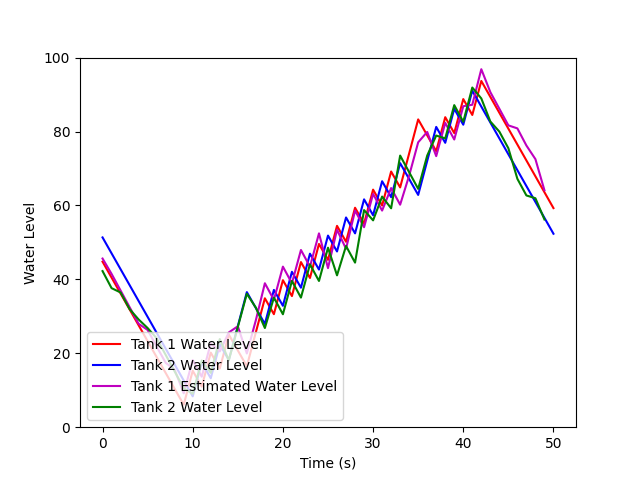 100
80
60
40
20
0
Water Level
Tank 1 Water Level
Tank 2 Water Level
Tank 1 Estimated Water Level
Tank 2 Water Level
0 10 20 30 40 50
Time (s)